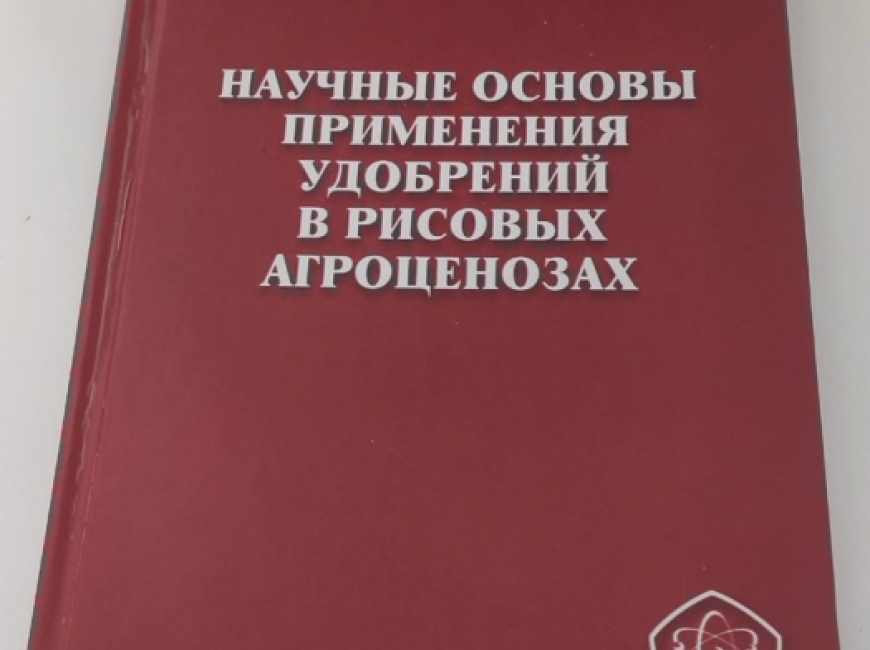 НАУЧНЫЕ ОСНОВЫ
ПРИМЕНЕНИЯ
УДОБРЕНИЙ
В РИСОВЫХ
АГРОЦЕНОЗАХ